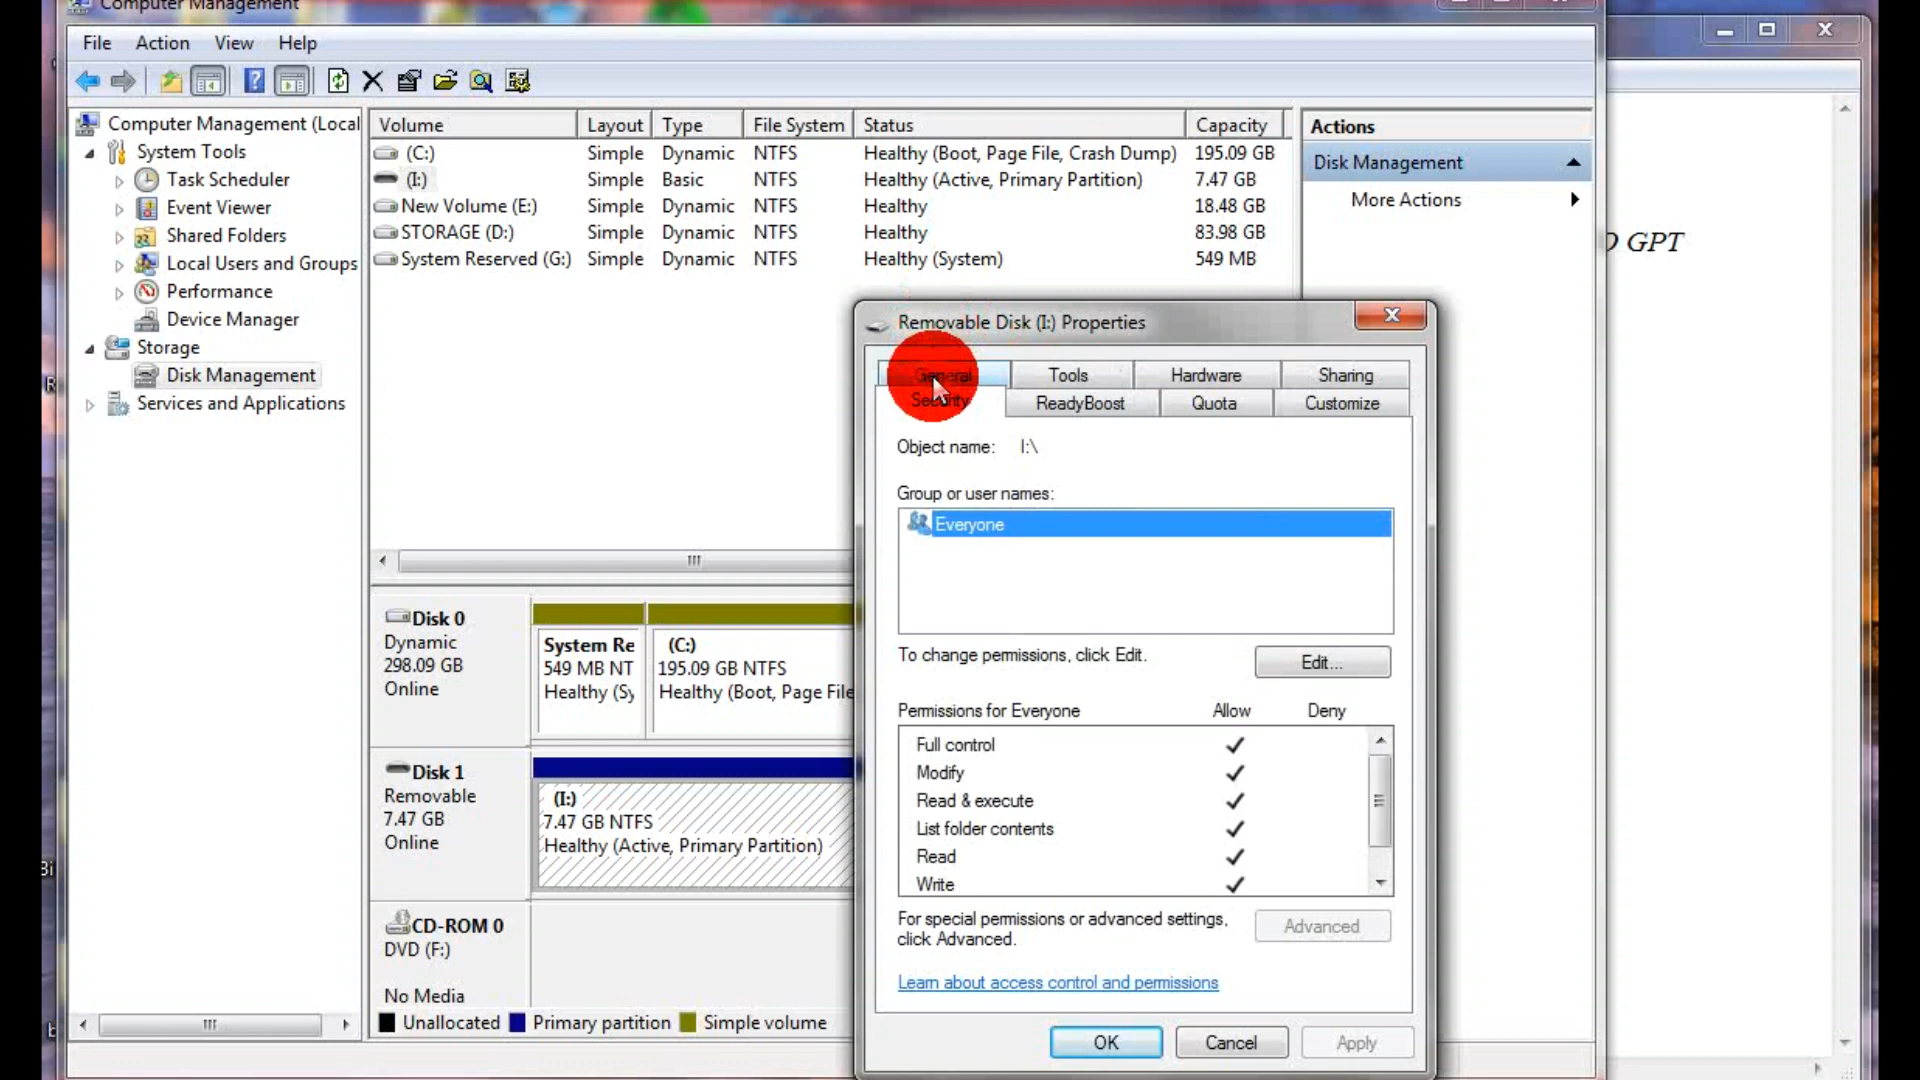 Computer Management
File Action View Help
Computer Management (Local
System Tools
Task Scheduler
Event Viewer
Shared Folders
Local Users and Groups
Performance
Device Manager
Storage
Disk Management
Services and Applications
Volume Layout Type File System Status Capacity
(C:) Simple Dynamic NTFS Healthy (Boot, Page File, Crash Dump) 195.09 GB
(I:) Simple Basic NTFS Healthy (Active, Primary Partition) 7.47 GB
New Volume (E:) Simple Dynamic NTFS Healthy 18.48 GB
STORAGE (D:) Simple Dynamic NTFS Healthy 83.98 GB
System Reserved (G:) Simple Dynamic NTFS Healthy (System) 549 MB
Actions
Disk Management
More Actions
GPT
Disk 0
Dynamic
298.09 GB
Online
System Re
549 MB NT
Healthy (Sy
(C:)
195.09 GB NTFS
Healthy (Boot, Page File
Disk 1
Removable
7.47 GB
Online
(I:)
7.47 GB NTFS
Healthy (Active, Primary Partition)
CD-ROM 0
DVD (F:)
No Media
Unallocated Primary partition Simple volume
Removable Disk (I:) Properties
General Tools Hardware Sharing
Security ReadyBoost Quota Customize
Object name: I:\
Group or user names:
Everyone
To change permissions, click Edit.
Edit...
Permissions for Everyone Allow Deny
Full control
Modify
Read & execute
List folder contents
Read
Write
For special permissions or advanced settings,
click Advanced.
Advanced
Learn about access control and permissions
OK Cancel Apply